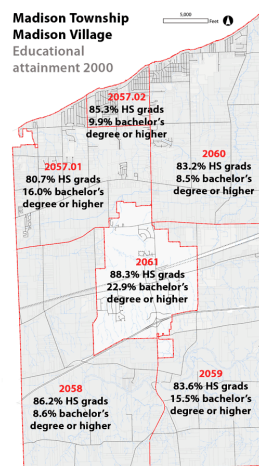 Madison Township
Madison Village
Educational
attainment 2000
5,000
Feet
2057.02
85.3% HS grads
9.9% bachelor's
degree or higher
2057.01
80.7% HS grads
16.0% bachelor's
degree or higher
2060
83.2% HS grads
8.5% bachelor's
degree or higher
2061
88.3% HS grads
22.9% bachelor's
degree or higher
2058
86.2% HS grads
8.6% bachelor's
degree or higher
2059
83.6% HS grads
15.5% bachelor's
degree or higher